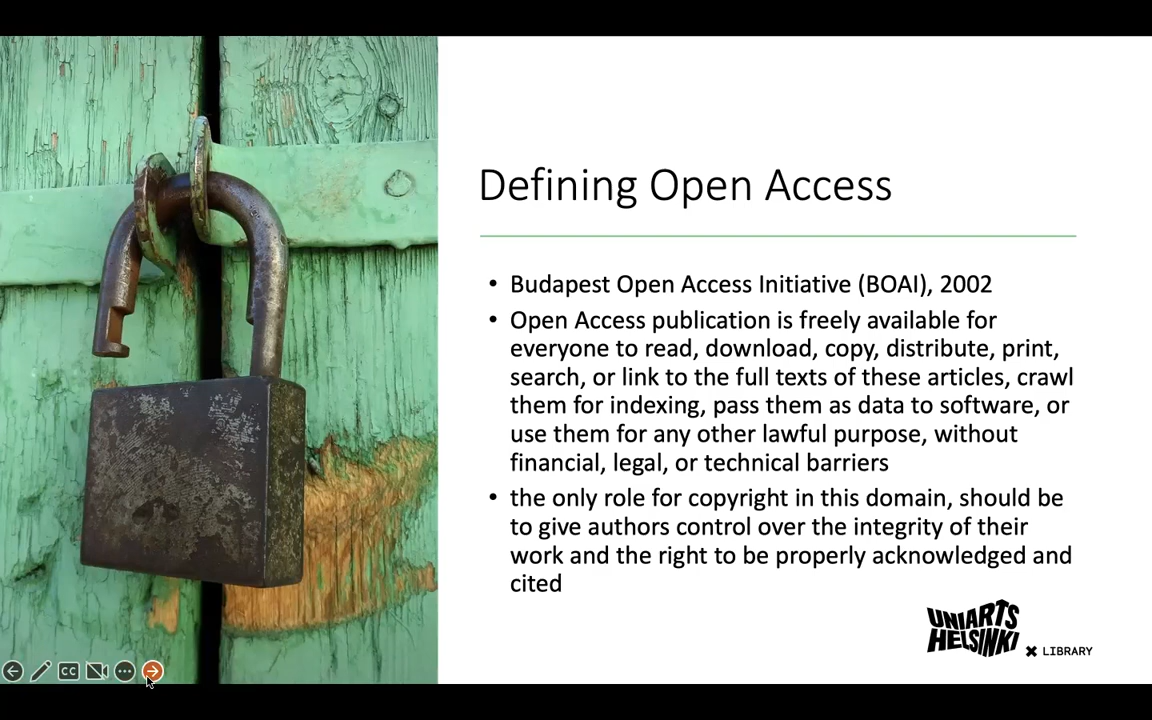 Defining Open Access
• Budapest Open Access Initiative (BOAI), 2002
• Open Access publication is freely available for
everyone to read, download, copy, distribute, print,
search, or link to the full texts of these articles, crawl
them for indexing, pass them as data to software, or
use them for any other lawful purpose, without
financial, legal, or technical barriers
• the only role for copyright in this domain, should be
to give authors control over the integrity of their
work and the right to be properly acknowledged and
cited
UNIARTS
HELSINKI
X LIBRARY
CC